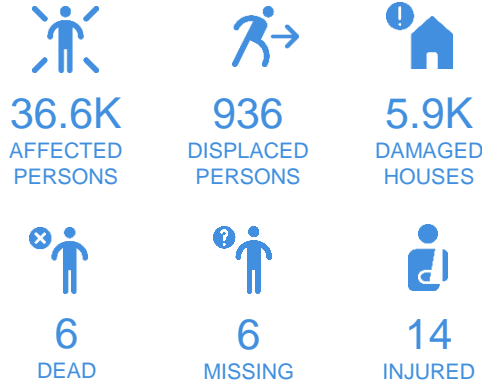 36.6K
AFFECTED
PERSONS
936
DISPLACED
PERSONS
5.9K
DAMAGED
HOUSES
6
DEAD
6
MISSING
14
INJURED